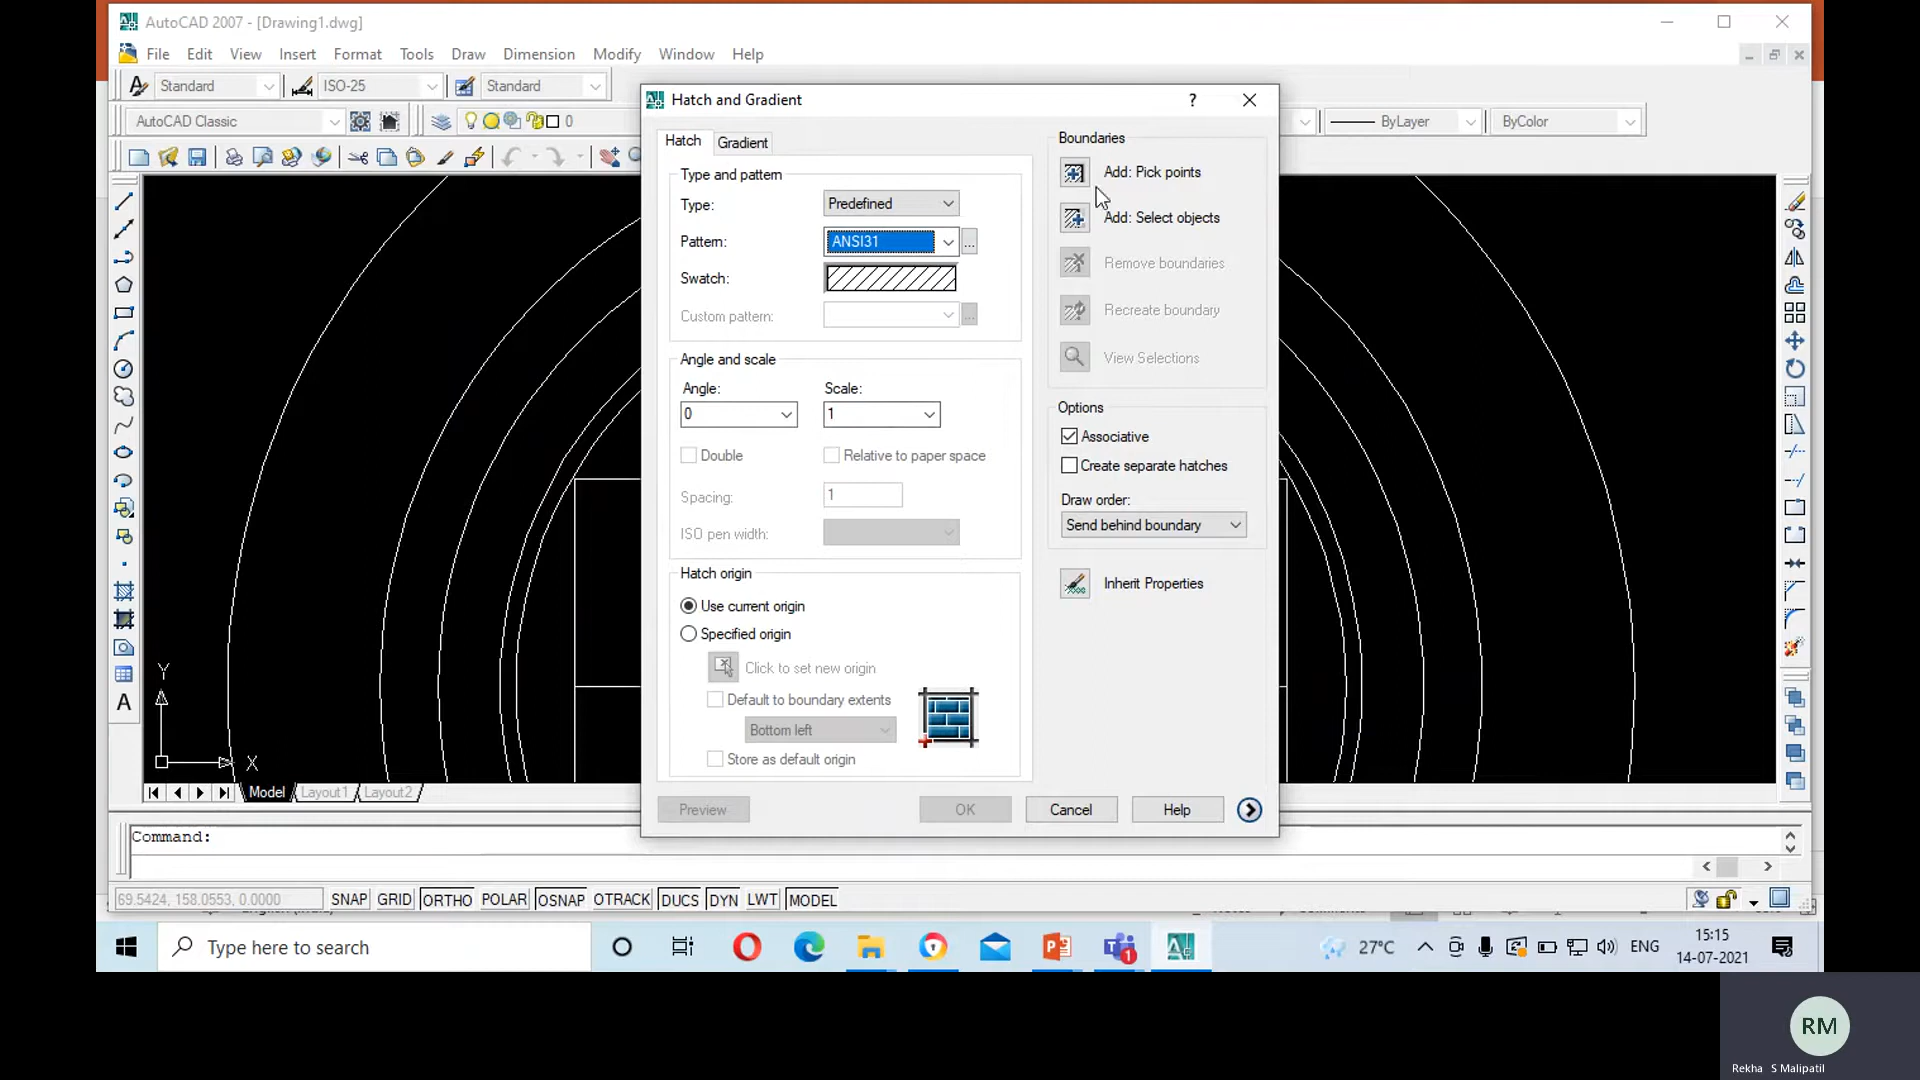 AutoCAD 2007 - [Drawing1.dwg]
File Edit View Insert Format Tools Draw Dimension Modify Window Help
Standard ISO-25 Standard
AutoCAD Classic 0 ByLayer ByColor
Hatch and Gradient ?
Hatch Gradient
Type and pattern
Type: Predefined
Pattern: ANSI31 ...
Swatch:
Custom pattern: ...
Angle and scale
Angle: Scale:
0 1
Double Relative to paper space
Spacing: 1
ISO pen width:
Hatch origin
Use current origin
Specified origin
Click to set new origin
Default to boundary extents
Bottom left
Store as default origin
Boundaries
Add: Pick points
Add: Select objects
Remove boundaries
Recreate boundary
View Selections
Options
Associative
Create separate hatches
Draw order:
Send behind boundary
Inherit Properties
Preview OK Cancel Help
A
Y
X
Model Layout1 Layout2
Command:
69.5424, 158.0553, 0.0000 SNAP GRID ORTHO POLAR OSNAP OTRACK DUCS DYN LWT MODEL
Type here to search
1
27°C ENG
15:15
14-07-2021
RM
Rekha S Malipatil